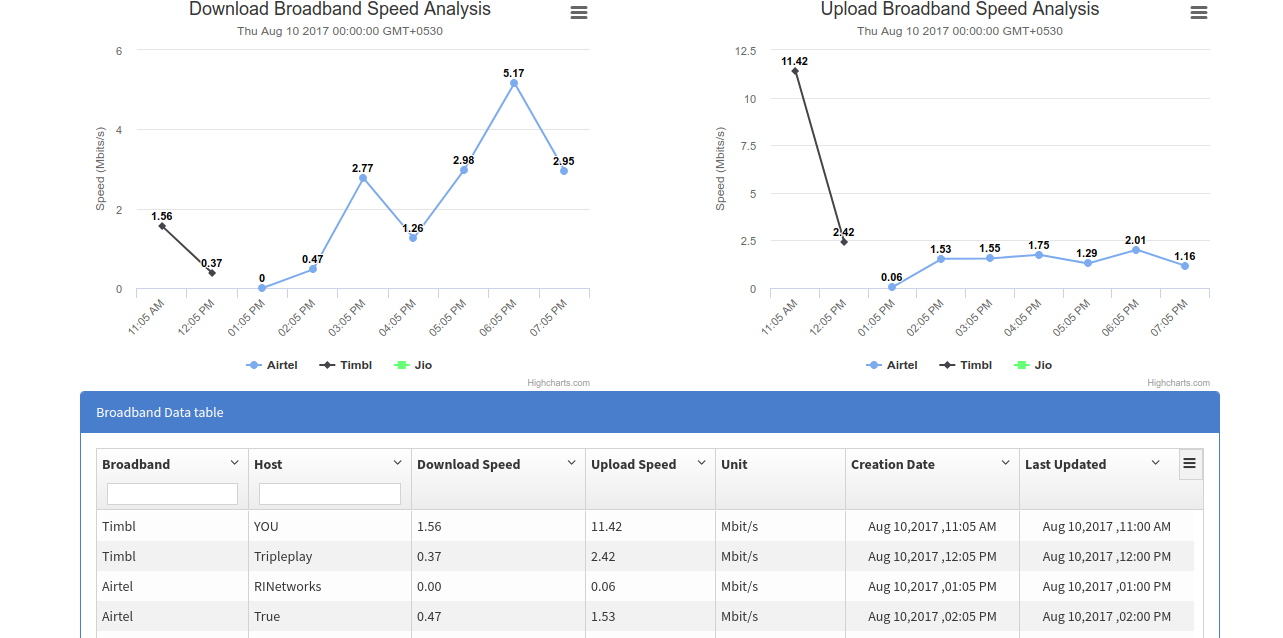 Download Broadband Speed Analysis
Thu Aug 10 2017 00:00:00 GMT+0530
Speed (Mbits/s)
6
4
2
0
1.56
0.37
0
0.47
2.77
1.26
2.98
5.17
2.95
11:05 AM
12:05 PM
01:05 PM
02:05 PM
03:05 PM
04:05 PM
05:05 PM
06:05 PM
07:05 PM
Airtel Timbl Jio
Highcharts.com
Upload Broadband Speed Analysis
Thu Aug 10 2017 00:00:00 GMT+0530
Speed (Mbits/s)
12.5
10
7.5
5
2.5
0
11.42
2.42
0.06
1.53
1.55
1.75
1.29
2.01
1.16
11:05 AM
12:05 PM
01:05 PM
02:05 PM
03:05 PM
04:05 PM
05:05 PM
06:05 PM
07:05 PM
Airtel Timbl Jio
Highcharts.com
Broadband Data table
Broadband Host Download Speed Upload Speed Unit Creation Date Last Updated
Timbl YOU 1.56 11.42 Mbit/s Aug 10,2017 ,11:05 AM Aug 10,2017 ,11:00 AM
Timbl Tripleplay 0.37 2.42 Mbit/s Aug 10,2017 ,12:05 PM Aug 10,2017 ,12:00 PM
Airtel RINetworks 0.00 0.06 Mbit/s Aug 10,2017 ,01:05 PM Aug 10,2017 ,01:00 PM
Airtel True 0.47 1.53 Mbit/s Aug 10,2017 ,02:05 PM Aug 10,2017 ,02:00 PM